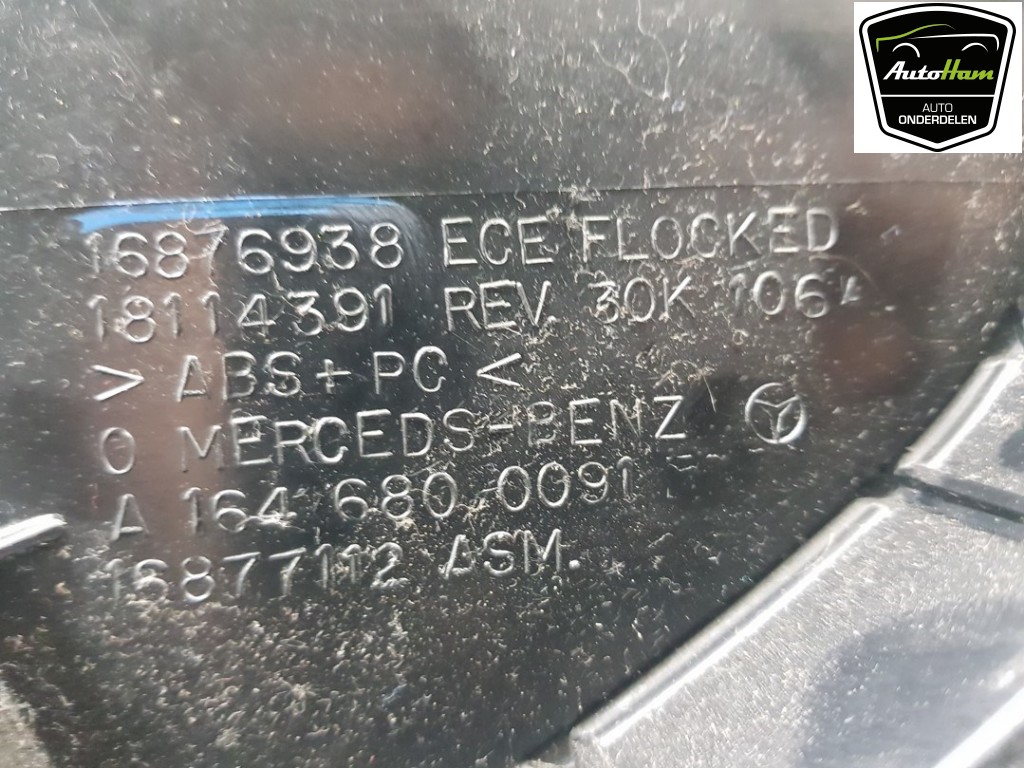 AutoHam
AUTO
ONDERDELEN
16876938 ECE FLOCKED
18114391 REV. 30K 106
> ABS+PC <
0 MERCEDS-BENZ
A 164 680 0091
16877112 ASM.